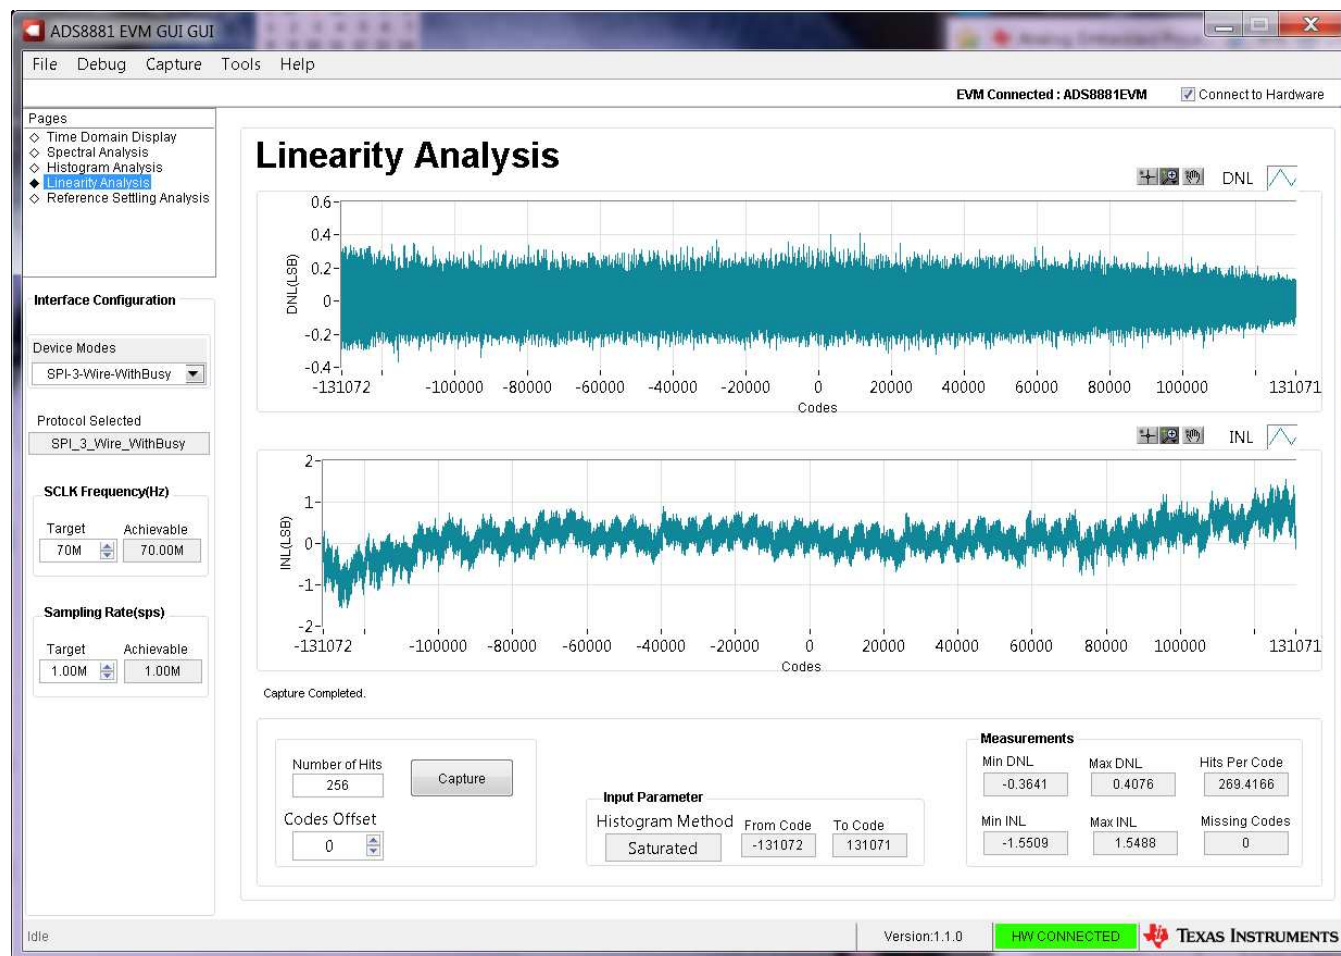 ADS8881 EVM GUI GUI
File Debug Capture Tools Help
EVM Connected : ADS8881EVM Connect to Hardware
Pages
Time Domain Display
Spectral Analysis
Histogram Analysis
Linearity Analysis
Reference Settling Analysis
Interface Configuration
Device Modes
SPI-3-Wire-WithBusy
Protocol Selected
SPI_3_Wire_WithBusy
SCLK Frequency(Hz)
Target Achievable
70M 70.00M
Sampling Rate(sps)
Target Achievable
1.00M 1.00M
Linearity Analysis
DNL
0.6
0.4
0.2
0
-0.2
-0.4
DNL(LSB)
-131072 -100000 -80000 -60000 -40000 -20000 0 20000 40000 60000 80000 100000 131071
Codes
INL
2
1
0
-1
-2
INL(LSB)
-131072 -100000 -80000 -60000 -40000 -20000 0 20000 40000 60000 80000 100000 131071
Codes
Capture Completed.
Number of Hits
256
Capture
Codes Offset
0
Input Parameter
Histogram Method From Code To Code
Saturated -131072 131071
Measurements
Min DNL Max DNL Hits Per Code
-0.3641 0.4076 269.4166
Min INL Max INL Missing Codes
-1.5509 1.5488 0
Idle Version:1.1.0 HW CONNECTED TEXAS INSTRUMENTS